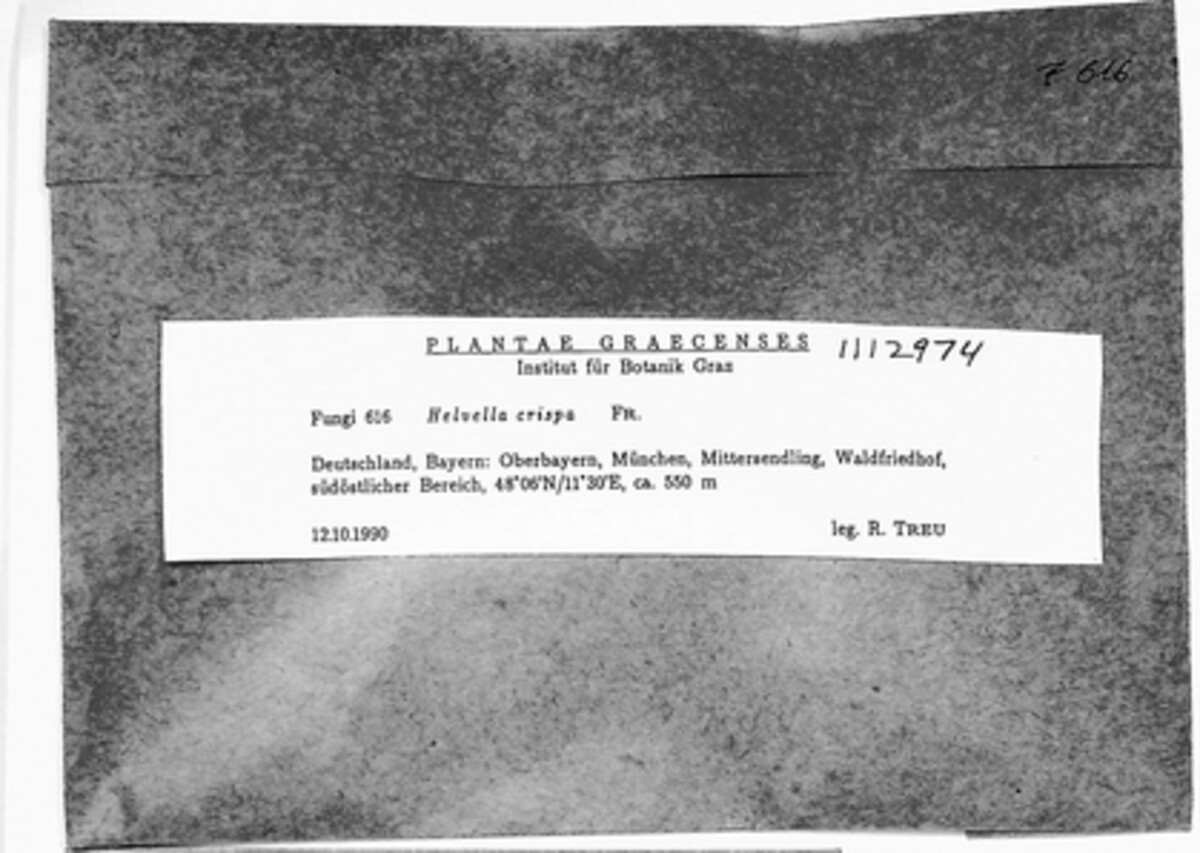 F 616
PLANTAE GRAECENSES 1112974
Institut für Botanik Graz
Fungi 616 Helvella crispa FR.
Deutschland, Bayern: Oberbayern, München, Mittersendling, Waldfriedhof,
südöstlicher Bereich, 48°06'N/11°30'E, ca. 550 m
12.10.1990 leg. R. TREU